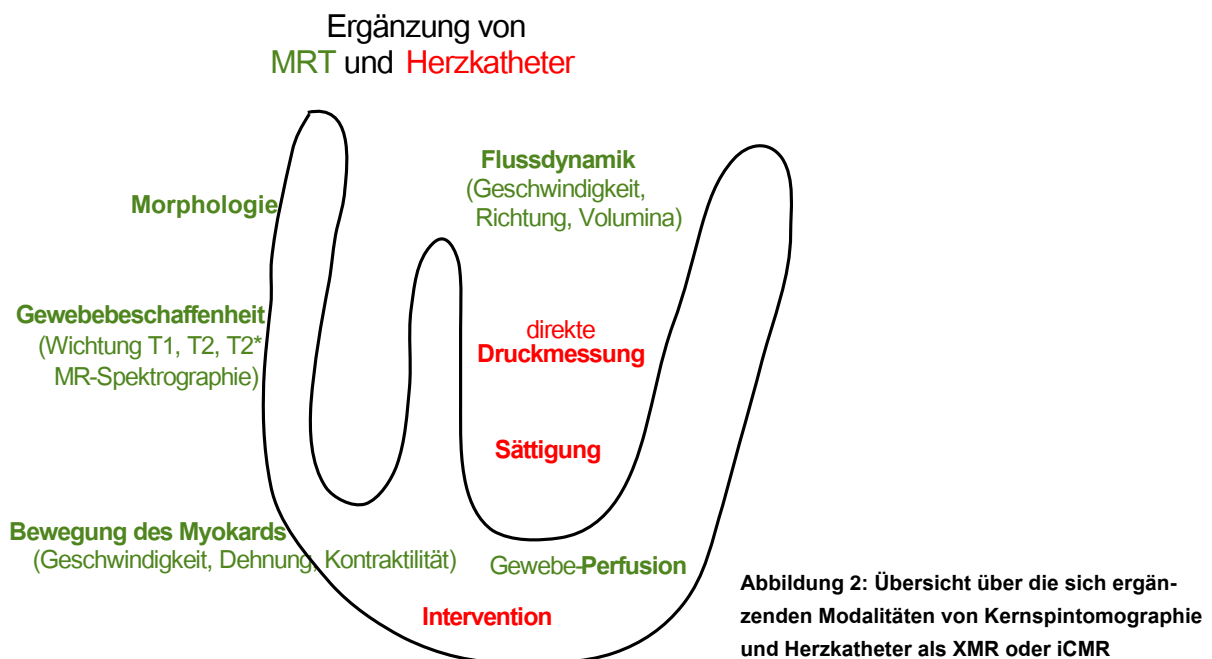 Ergänzung von
MRT und Herzkatheter
Morphologie
Flussdynamik
(Geschwindigkeit,
Richtung, Volumina)
Gewebebeschaffenheit
(Wichtung T1, T2, T2*
MR-Spektrographie)
direkte
Druckmessung
Sättigung
Bewegung des Myokards
(Geschwindigkeit, Dehnung, Kontraktilität)
Gewebe-Perfusion
Intervention
Abbildung 2: Übersicht über die sich ergän-
zenden Modalitäten von Kernspintomographie
und Herzkatheter als XMR oder iCMR